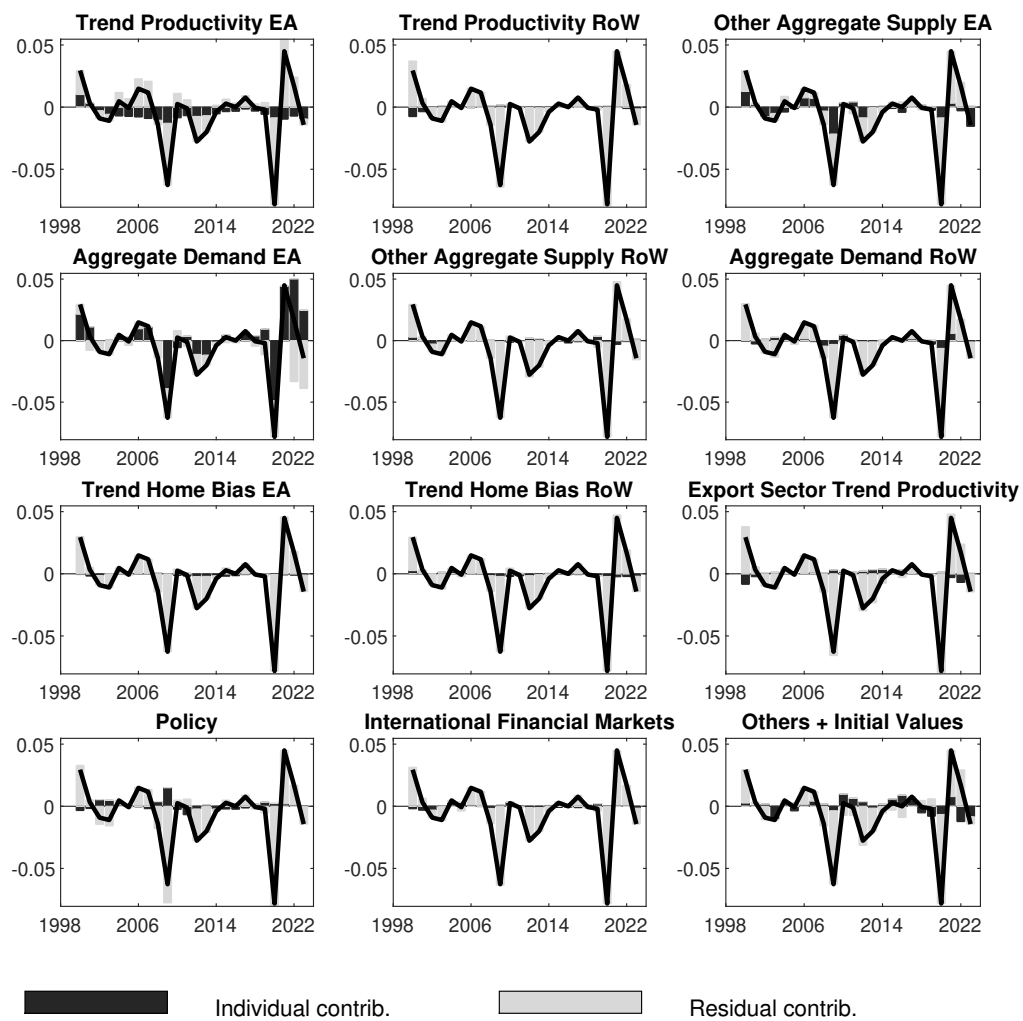 Trend Productivity EA
Trend Productivity RoW
Other Aggregate Supply EA
0.05
0
-0.05
1998 2006 2014 2022
0.05
0
-0.05
1998 2006 2014 2022
0.05
0
-0.05
1998 2006 2014 2022
Aggregate Demand EA
Other Aggregate Supply RoW
Aggregate Demand RoW
0.05
0
-0.05
1998 2006 2014 2022
0.05
0
-0.05
1998 2006 2014 2022
0.05
0
-0.05
1998 2006 2014 2022
Trend Home Bias EA
Trend Home Bias RoW
Export Sector Trend Productivity
0.05
0
-0.05
1998 2006 2014 2022
0.05
0
-0.05
1998 2006 2014 2022
0.05
0
-0.05
1998 2006 2014 2022
Policy
International Financial Markets
Others + Initial Values
0.05
0
-0.05
1998 2006 2014 2022
0.05
0
-0.05
1998 2006 2014 2022
0.05
0
-0.05
1998 2006 2014 2022
Individual contrib.
Residual contrib.